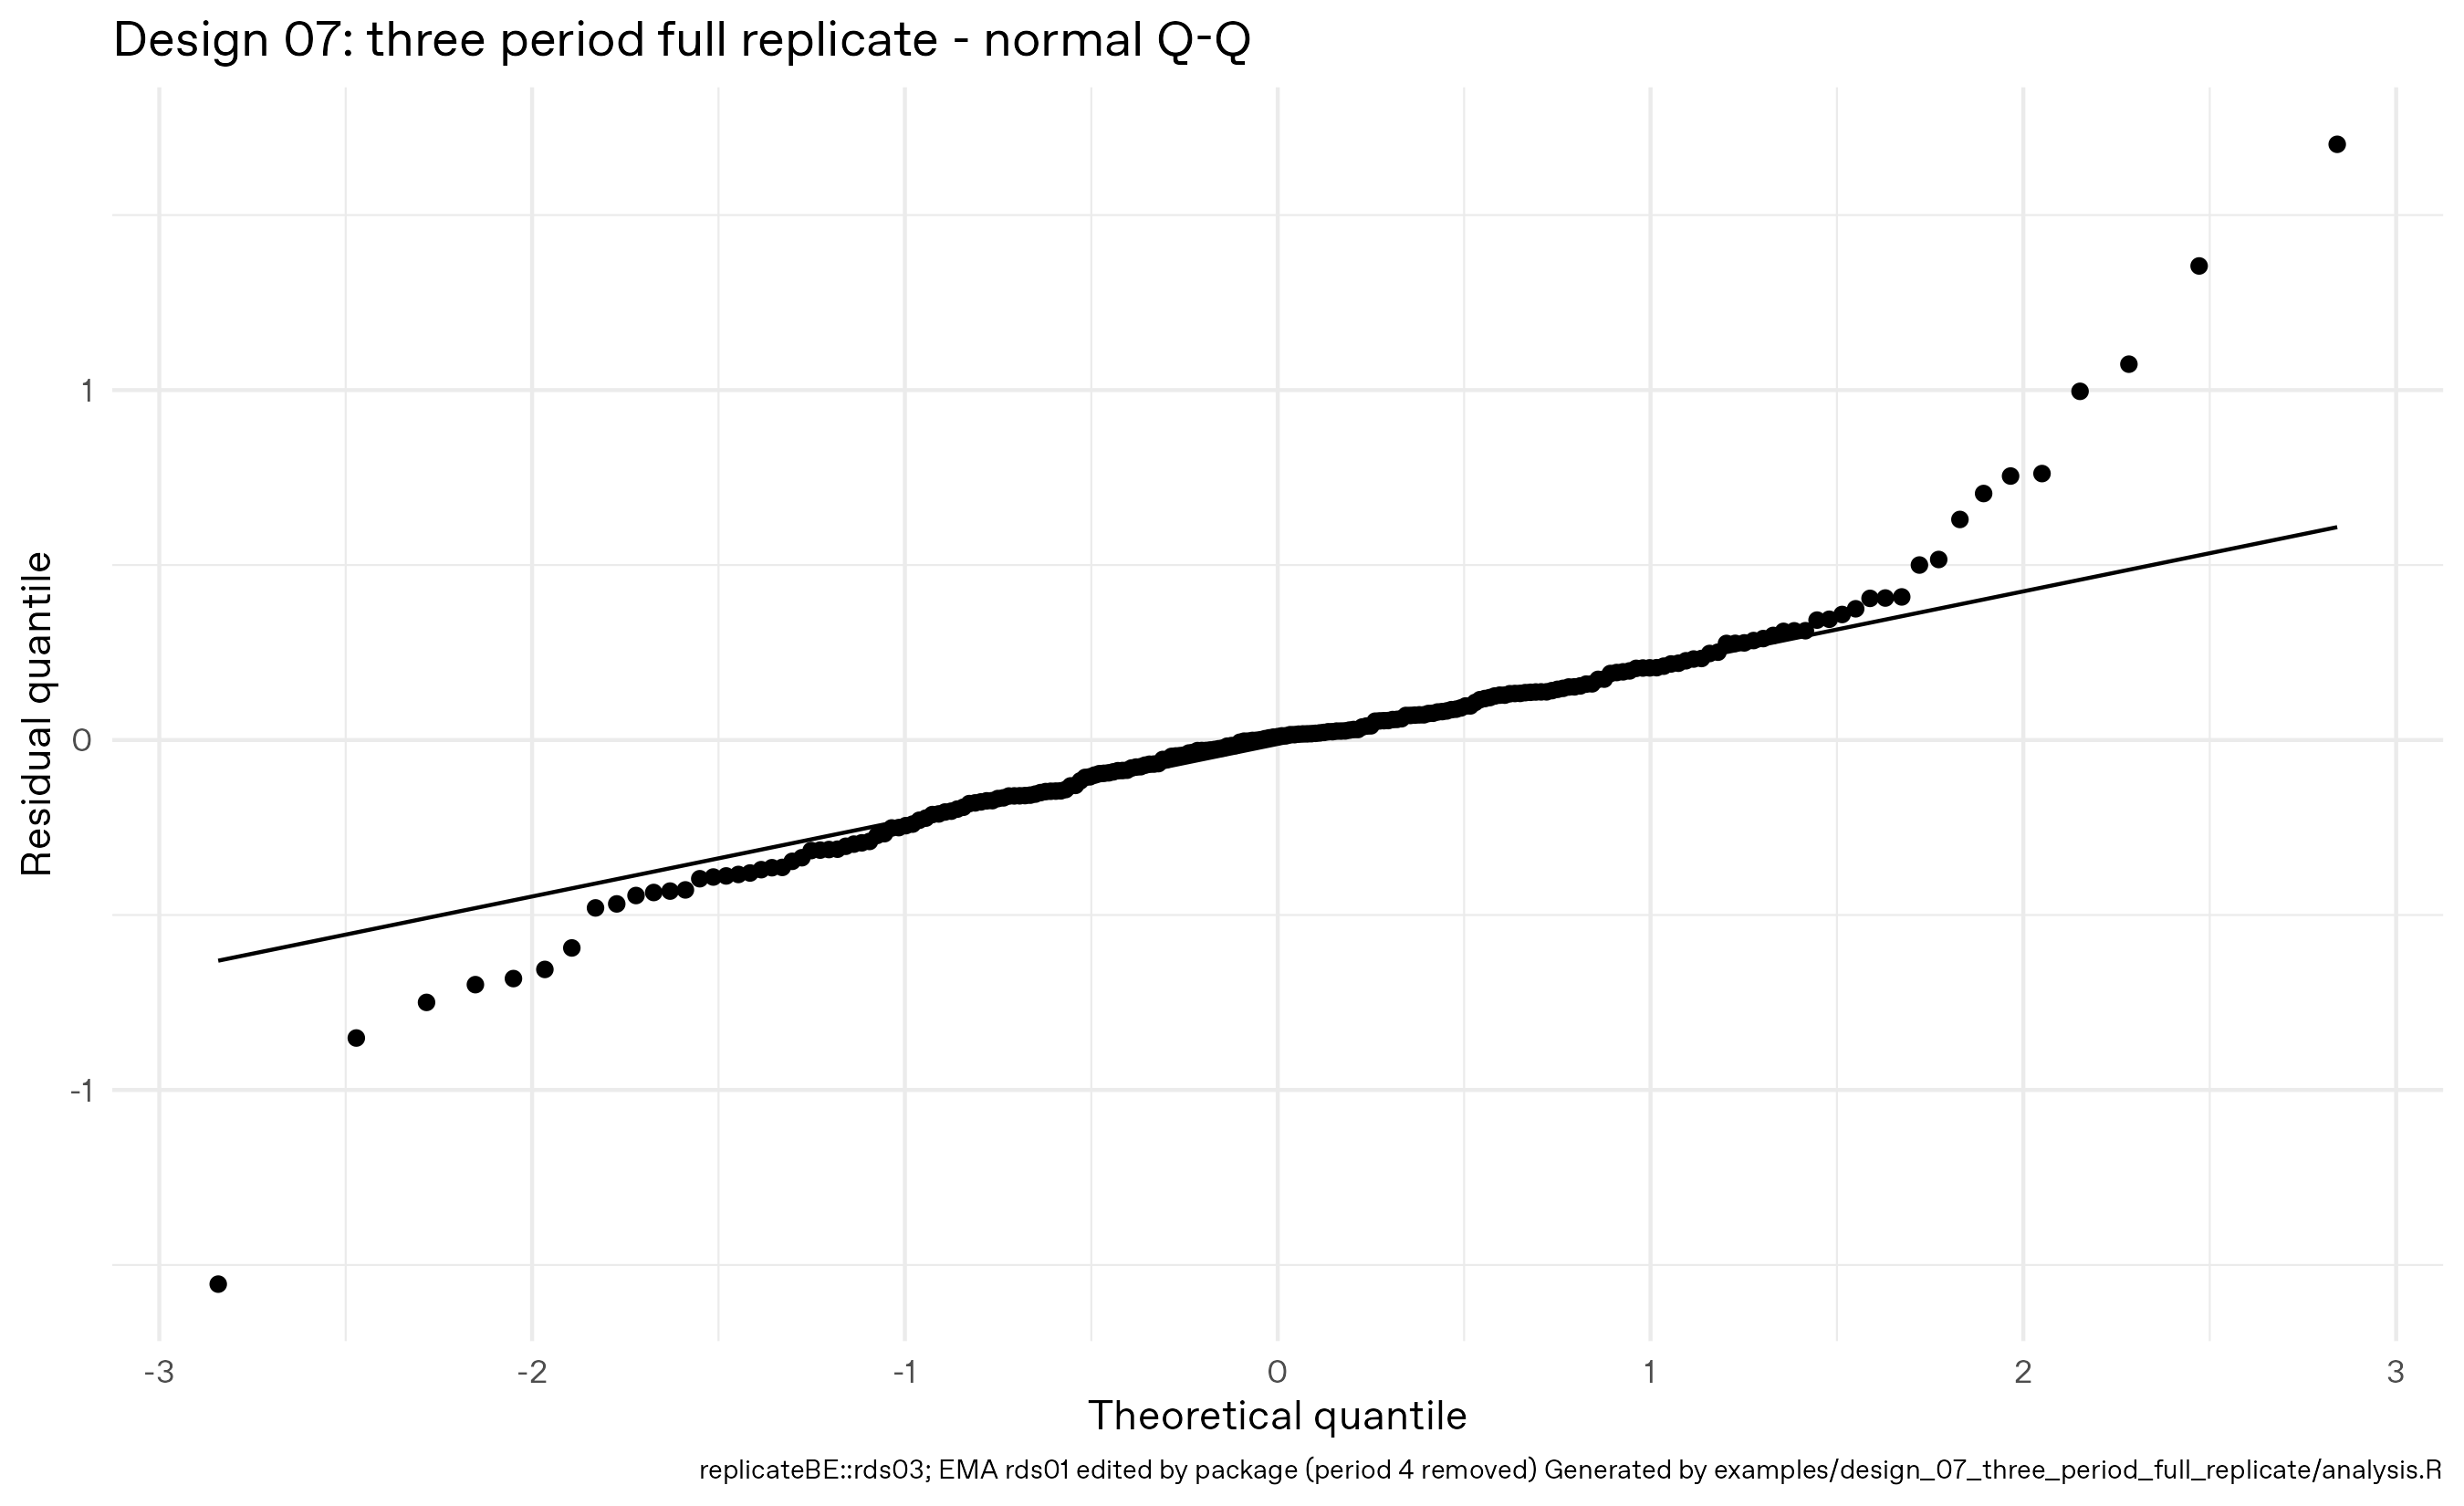 Design 07: three period full replicate - normal Q-Q
Residual quantile
1
0
-1
-3 -2 -1 0 1 2 3
Theoretical quantile
replicateBE::rds03; EMA rds01 edited by package (period 4 removed) Generated by examples/design_07_three_period_full_replicate/analysis.R